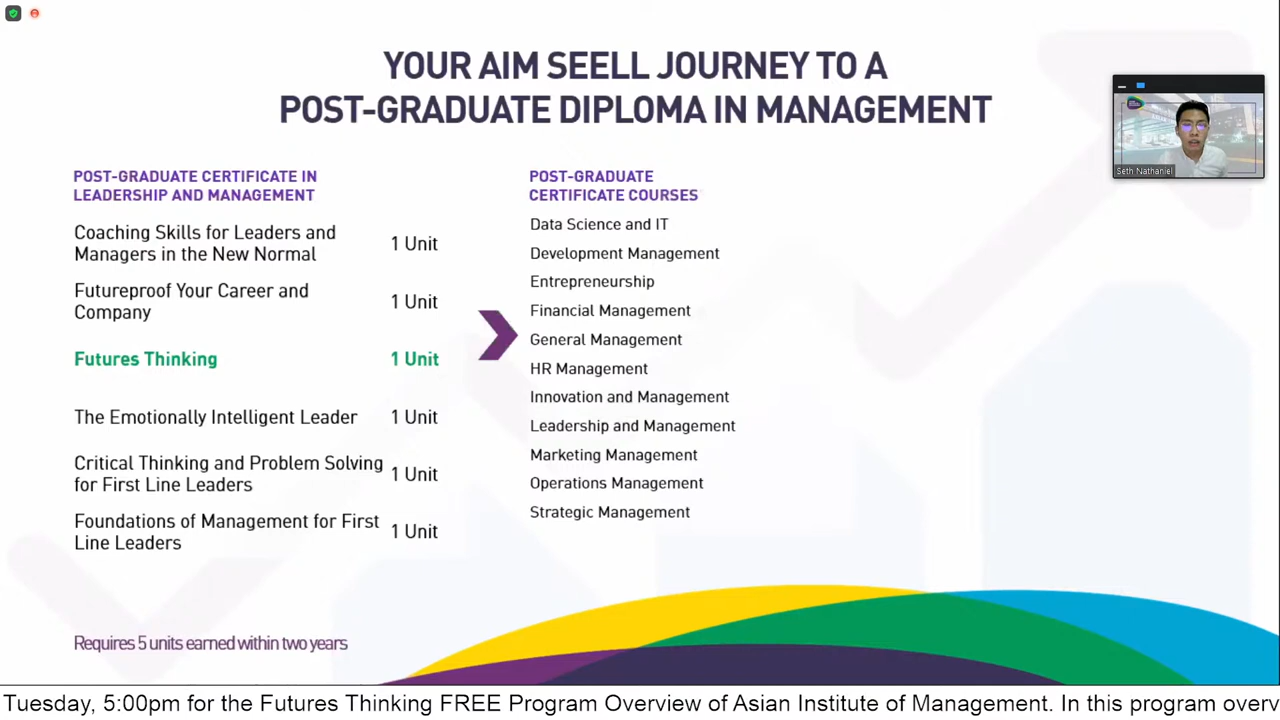 YOUR AIM SEELL JOURNEY TO A
POST-GRADUATE DIPLOMA IN MANAGEMENT
Seth Nathaniel
POST-GRADUATE CERTIFICATE IN
LEADERSHIP AND MANAGEMENT
Coaching Skills for Leaders and
Managers in the New Normal
1 Unit
Futureproof Your Career and
Company
1 Unit
Futures Thinking
1 Unit
The Emotionally Intelligent Leader
1 Unit
Critical Thinking and Problem Solving
for First Line Leaders
1 Unit
Foundations of Management for First
Line Leaders
1 Unit
Requires 5 units earned within two years
POST-GRADUATE
CERTIFICATE COURSES
Data Science and IT
Development Management
Entrepreneurship
Financial Management
General Management
HR Management
Innovation and Management
Leadership and Management
Marketing Management
Operations Management
Strategic Management
Tuesday, 5:00pm for the Futures Thinking FREE Program Overview of Asian Institute of Management. In this program overv